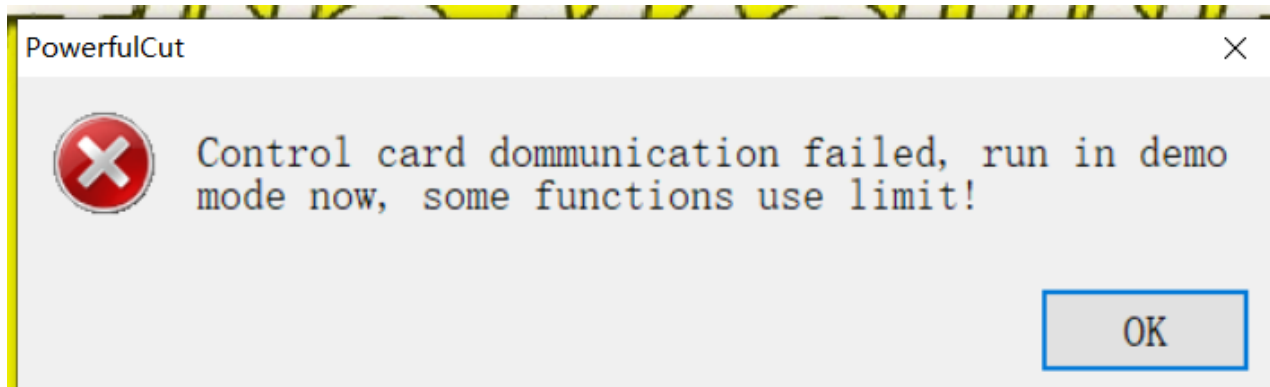 PowerfulCut
Control card dommunication failed, run in demo
mode now, some functions use limit!
OK